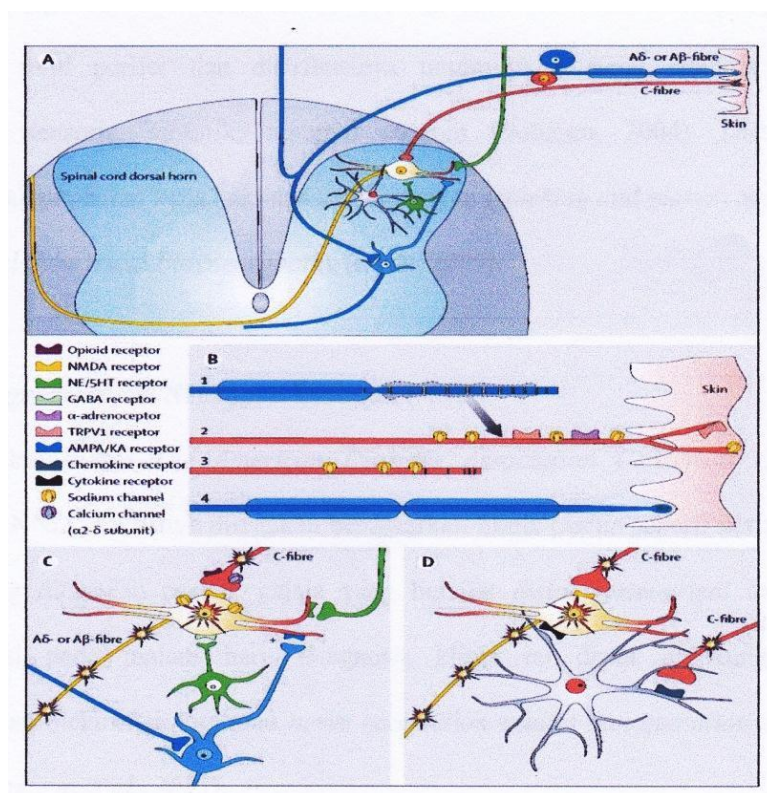 A
Aδ- or Aβ-fibre
C-fibre
Skin
Spinal cord dorsal horn
Opioid receptor
NMDA receptor
NE/5HT receptor
GABA receptor
α-adrenoceptor
TRPV1 receptor
AMPA/KA receptor
Chemokine receptor
Cytokine receptor
Sodium channel
Calcium channel
(α2-δ subunit)
B
1
2
3
4
Skin
C
C-fibre
Aδ- or Aβ-fibre
+
D
C-fibre
C-fibre